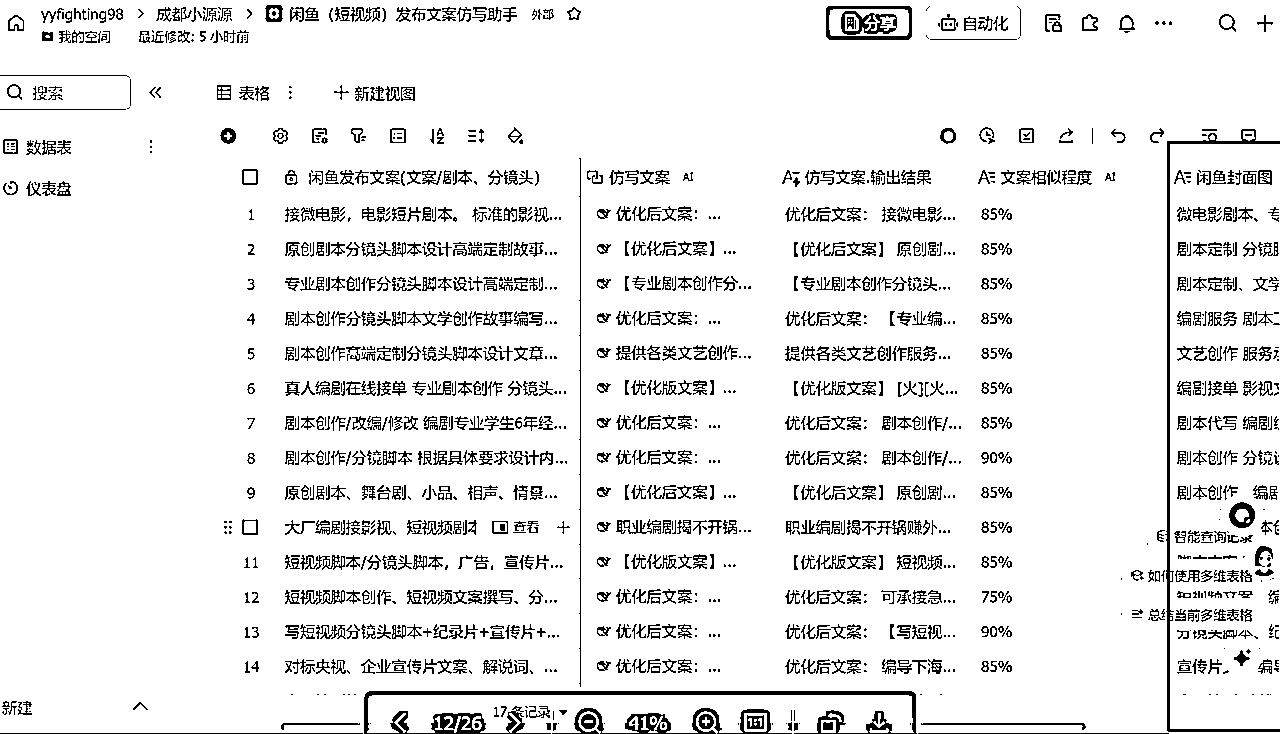 yyfighting98 > 成都小源源 > 闲鱼（短视频）发布文案仿写助手 外部
我的空间 最近修改: 5 小时前
分享 自动化
搜索
表格 新建视图
数据表
仪表盘
闲鱼发布文案(文案/剧本、分镜头) 仿写文案 AI 仿写文案.输出结果 文案相似程度 AI 闲鱼封面图
1 接微电影，电影短片剧本。 标准的影视... 优化后文案：... 优化后文案： 接微电影... 85% 微电影剧本、专
2 原创剧本分镜头脚本设计高端定制故事... 【优化后文案】... 【优化后文案】 原创剧... 85% 剧本定制 分镜
3 专业剧本创作分镜头脚本设计高端定制... 【专业剧本创作分... 【专业剧本创作分镜头... 85% 剧本定制、文学
4 剧本创作分镜头脚本文学创作故事编写... 优化后文案：... 优化后文案： 【专业编... 85% 编剧服务 剧本
5 剧本创作高端定制分镜头脚本设计文章... 提供各类文艺创作... 提供各类文艺创作服务... 85% 文艺创作 服务
6 真人编剧在线接单 专业剧本创作 分镜头... 【优化版文案】... 【优化版文案】 [火][火... 85% 编剧接单 影视
7 剧本创作/改编/修改 编剧专业学生6年经... 优化后文案：... 优化后文案： 剧本创作/... 85% 剧本代写 编剧
8 剧本创作/分镜脚本 根据具体要求设计内... 优化后文案：... 优化后文案： 剧本创作/... 90% 剧本创作 分镜
9 原创剧本、舞台剧、小品、相声、情景... 【优化后文案】... 【优化后文案】 原创剧... 85% 剧本创作 编剧
大厂编剧接影视、短视频剧本 查看 职业编剧揭不开锅... 职业编剧揭不开锅赚外... 85%
智能查询记录
11 短视频脚本/分镜头脚本，广告，宣传片... 【优化版文案】... 【优化版文案】 短视频... 85%
如何使用多维表格
12 短视频脚本创作、短视频文案撰写、分... 优化后文案：... 优化后文案： 可承接急... 75%
总结当前多维表格
13 写短视频分镜头脚本+纪录片+宣传片+... 优化后文案：... 优化后文案： 【写短视... 90% 分镜头脚本、纪
14 对标央视、企业宣传片文案、解说词、... 优化后文案：... 优化后文案： 编导下海... 85% 宣传片
新建
17 条记录
12/26 41% 1:1